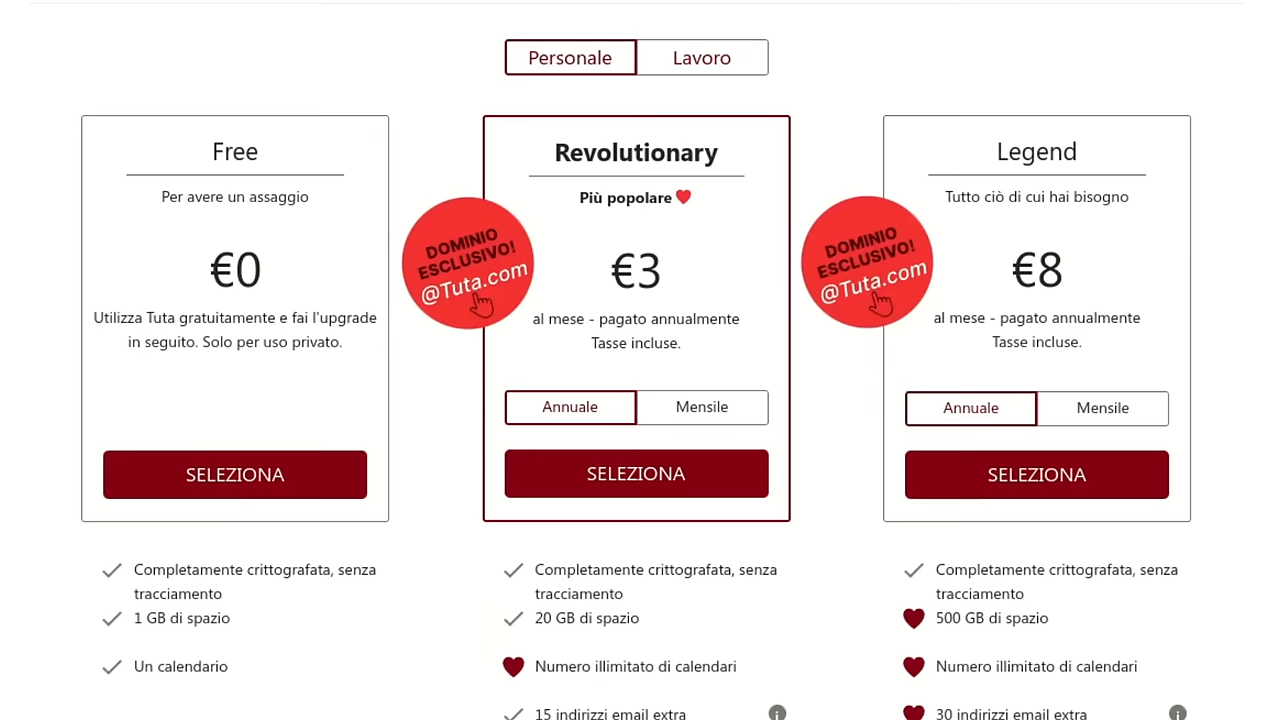 Personale
Lavoro
Free
Per avere un assaggio
€0
Utilizza Tuta gratuitamente e fai l'upgrade
in seguito. Solo per uso privato.
SELEZIONA
Completamente crittografata, senza
tracciamento
1 GB di spazio
Un calendario
DOMINIO
ESCLUSIVO!
@Tuta.com
Revolutionary
Più popolare
€3
al mese - pagato annualmente
Tasse incluse.
Annuale
Mensile
SELEZIONA
Completamente crittografata, senza
tracciamento
20 GB di spazio
Numero illimitato di calendari
15 indirizzi email extra
DOMINIO
ESCLUSIVO!
@Tuta.com
Legend
Tutto ciò di cui hai bisogno
€8
al mese - pagato annualmente
Tasse incluse.
Annuale
Mensile
SELEZIONA
Completamente crittografata, senza
tracciamento
500 GB di spazio
Numero illimitato di calendari
30 indirizzi email extra